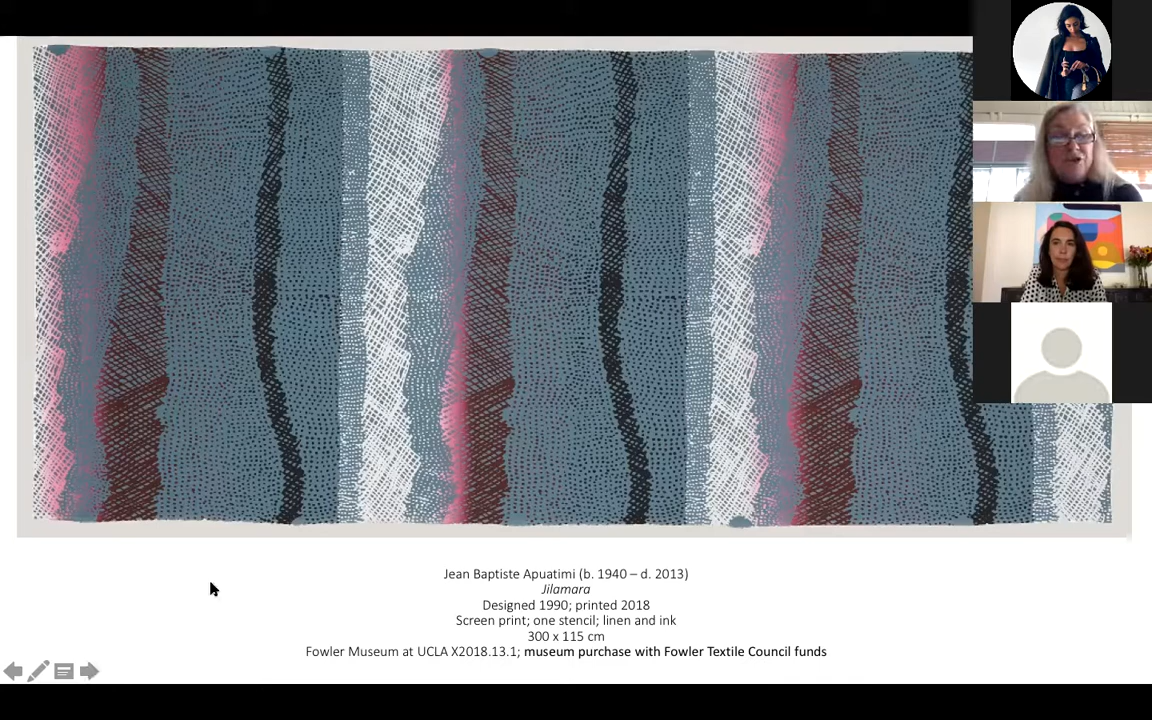 Jean Baptiste Apuatimi (b. 1940 – d. 2013)
Jilamara
Designed 1990; printed 2018
Screen print; one stencil; linen and ink
300 x 115 cm
Fowler Museum at UCLA X2018.13.1; museum purchase with Fowler Textile Council funds